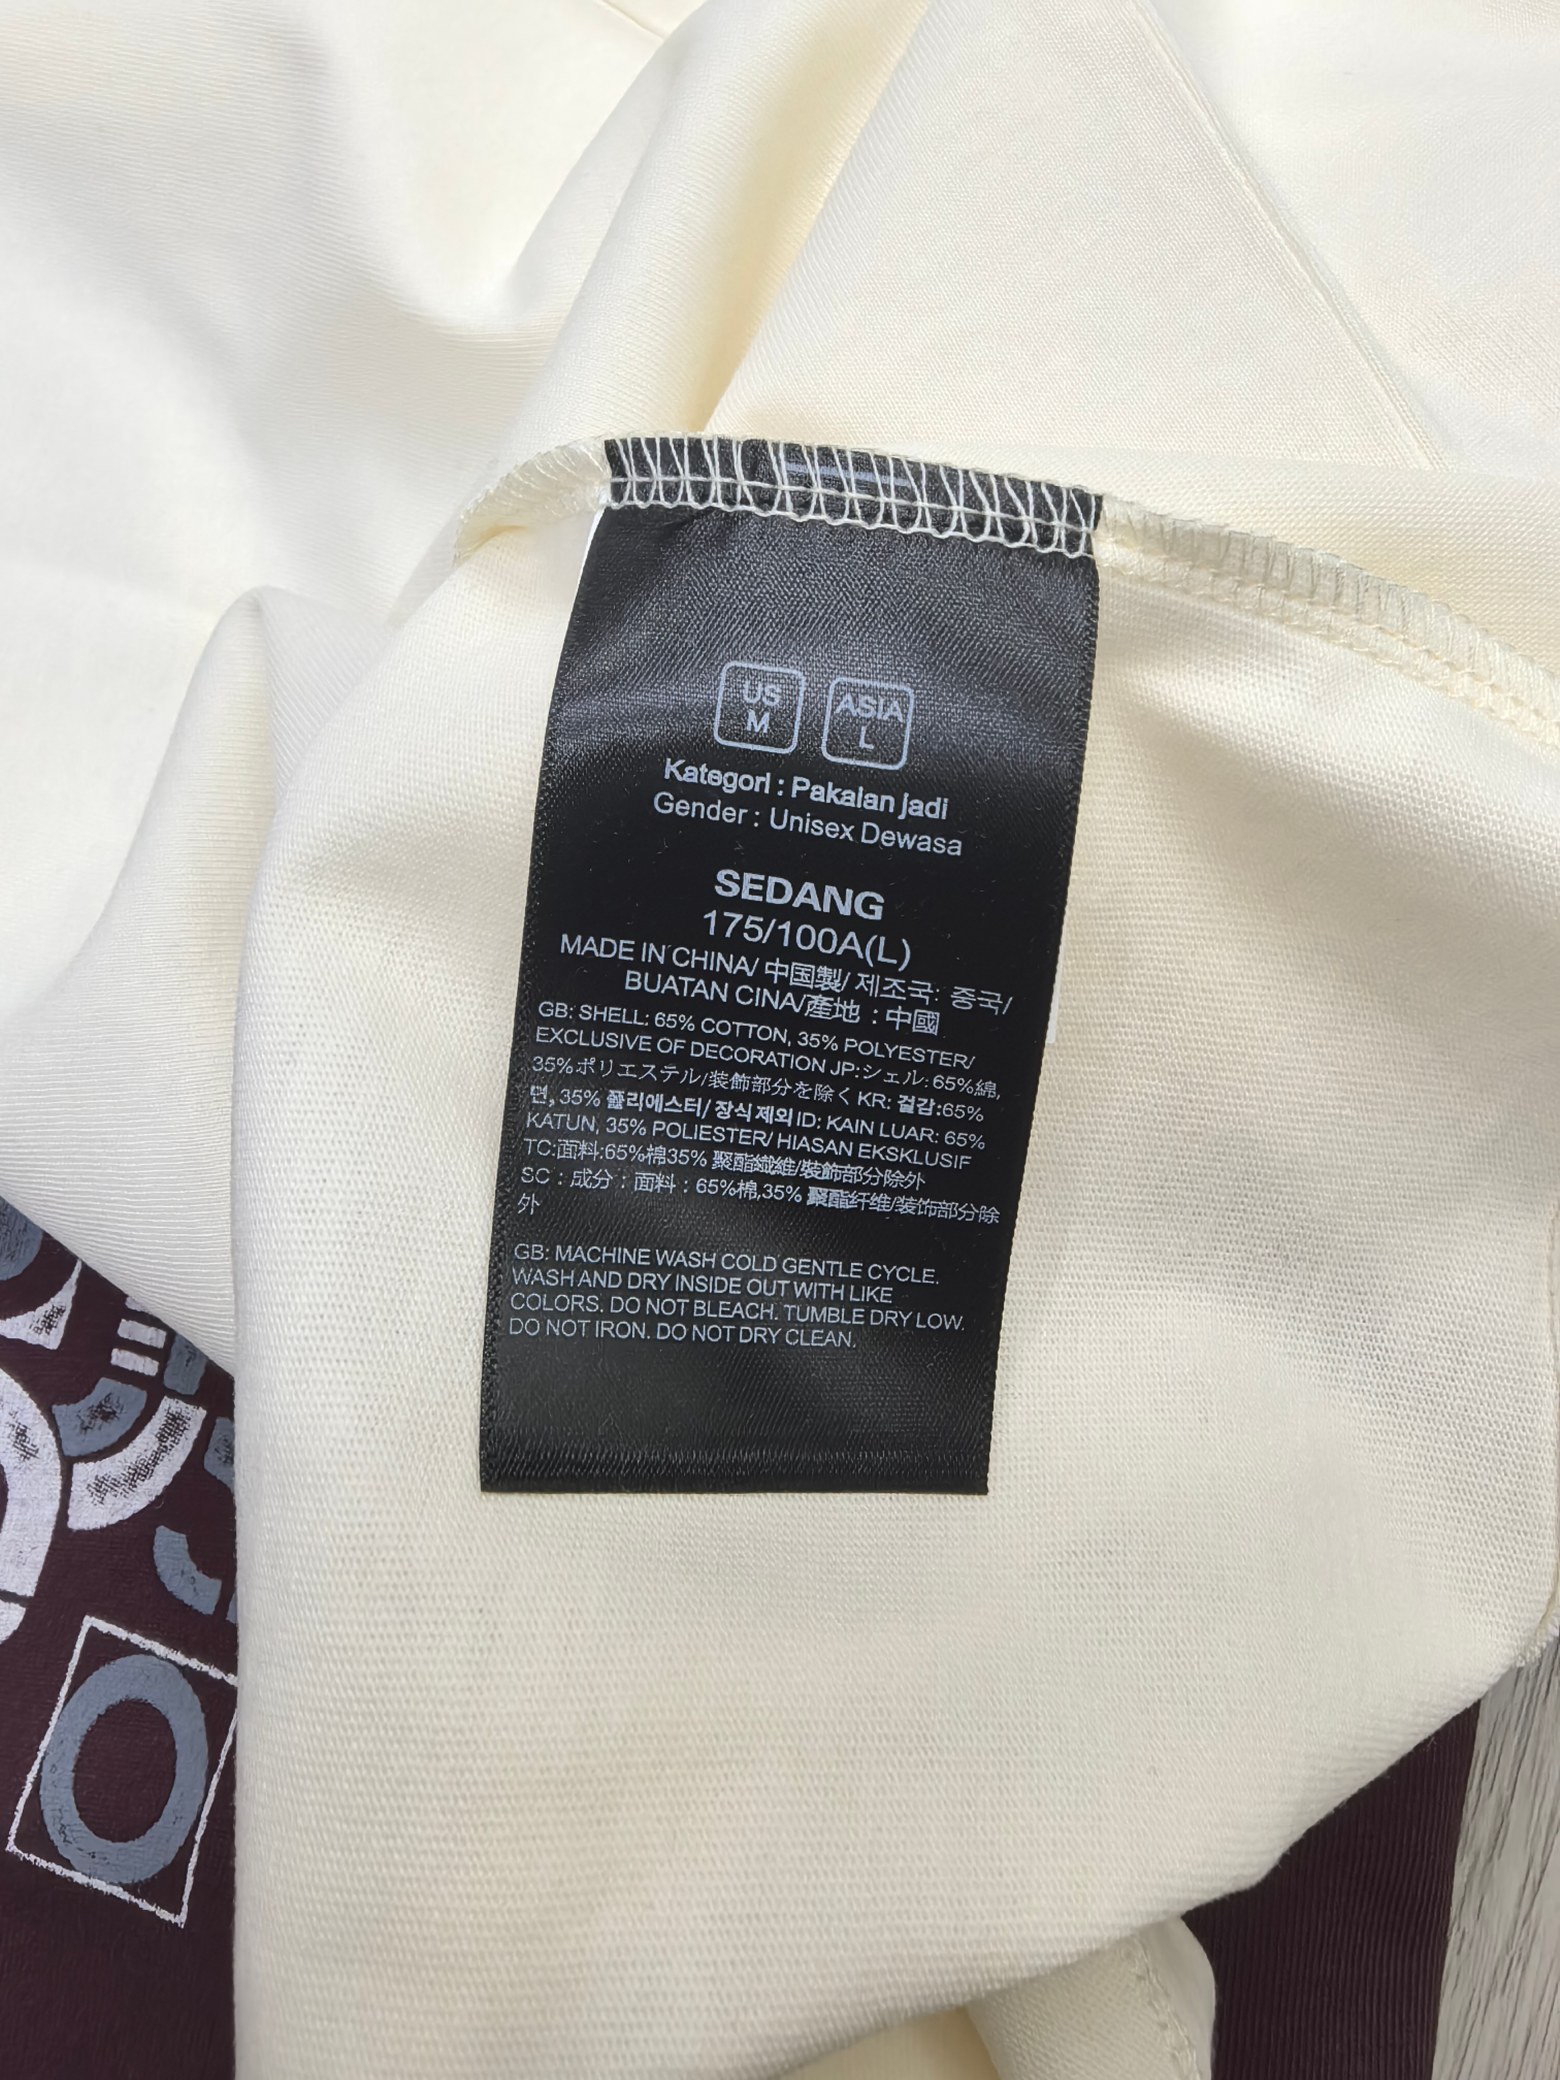 US
M
ASIA
L
Kategori : Pakaian jadi
Gender : Unisex Dewasa
SEDANG
175/100A(L)
MADE IN CHINA/ 中国製/ 제조국: 중국/
BUATAN CINA/產地 : 中國
GB: SHELL: 65% COTTON, 35% POLYESTER/
EXCLUSIVE OF DECORATION JP:シェル: 65%綿,
35%ポリエステル/装飾部分を除く KR: 겉감:65%
면, 35% 폴리에스터/ 장식 제외 ID: KAIN LUAR: 65%
KATUN, 35% POLIESTER/ HIASAN EKSKLUSIF
TC:面料:65%棉35% 聚酯纖維/裝飾部分除外
SC : 成分 : 面料 : 65%棉,35% 聚酯纤维/装饰部分除
外
GB: MACHINE WASH COLD GENTLE CYCLE.
WASH AND DRY INSIDE OUT WITH LIKE
COLORS. DO NOT BLEACH. TUMBLE DRY LOW.
DO NOT IRON. DO NOT DRY CLEAN.